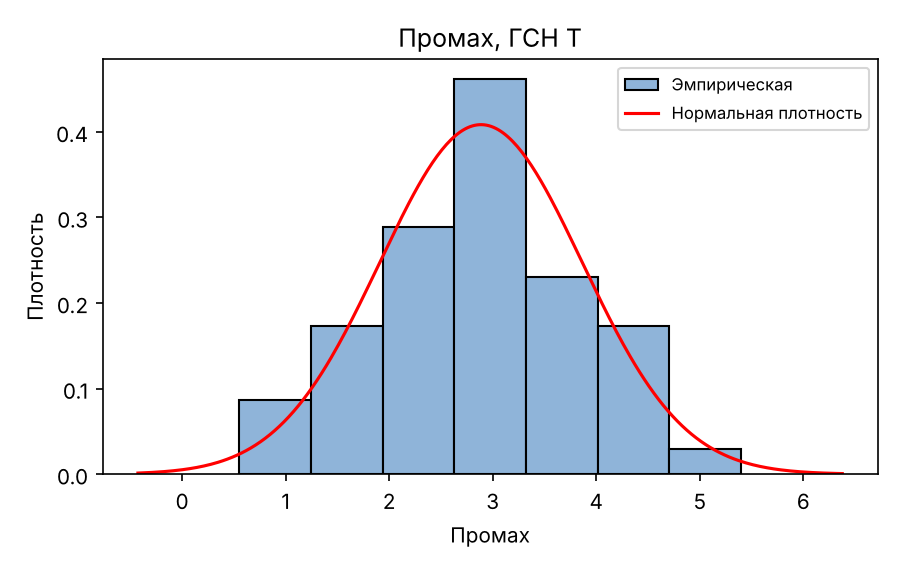 Промах, ГСН Т
Эмпирическая
Нормальная плотность
Плотность
0.4
0.3
0.2
0.1
0.0
0 1 2 3 4 5 6
Промах